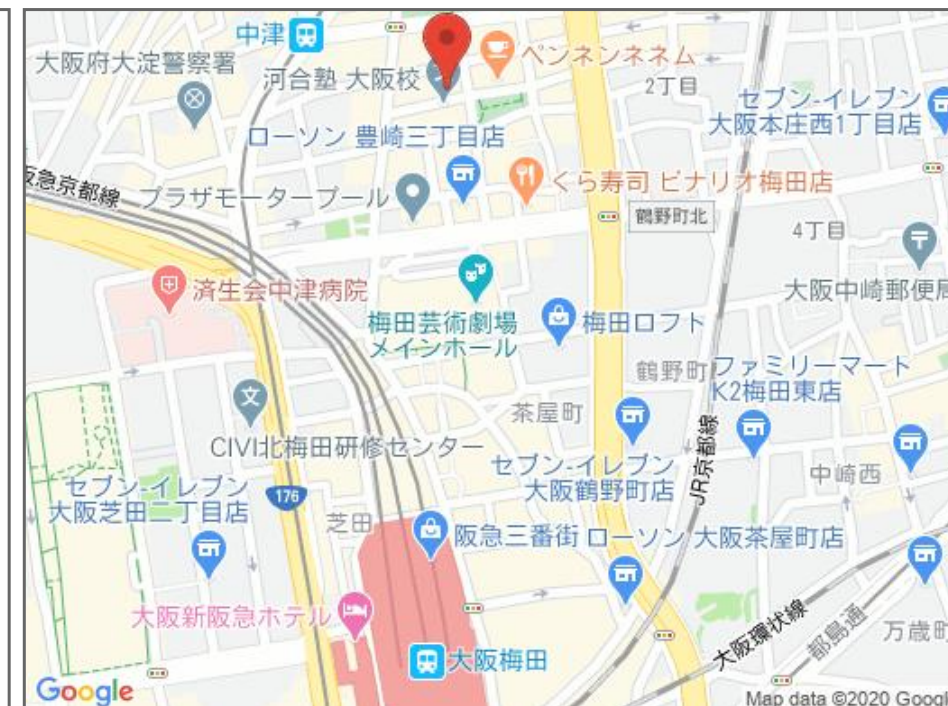 中津
大阪府大淀警察署
河合塾 大阪校
ペンネンネネム
2丁目
セブン-イレブン
大阪本庄西1丁目店
ローソン 豊崎三丁目店
阪急京都線
プラザモータープール
くら寿司 ビナリオ梅田店
鶴野町北
4丁目
済生会中津病院
大阪中崎郵便局
梅田芸術劇場
メインホール
梅田ロフト
鶴野町
ファミリーマート
K2梅田東店
茶屋町
CIVI北梅田研修センター
JR京都線
セブン-イレブン
大阪鶴野町店
中崎西
セブン-イレブン
大阪芝田二丁目店
176
芝田
阪急三番街
ローソン 大阪茶屋町店
大阪新阪急ホテル
大阪環状線
都島通
万歳町
大阪梅田
Google
Map data ©2020 Google